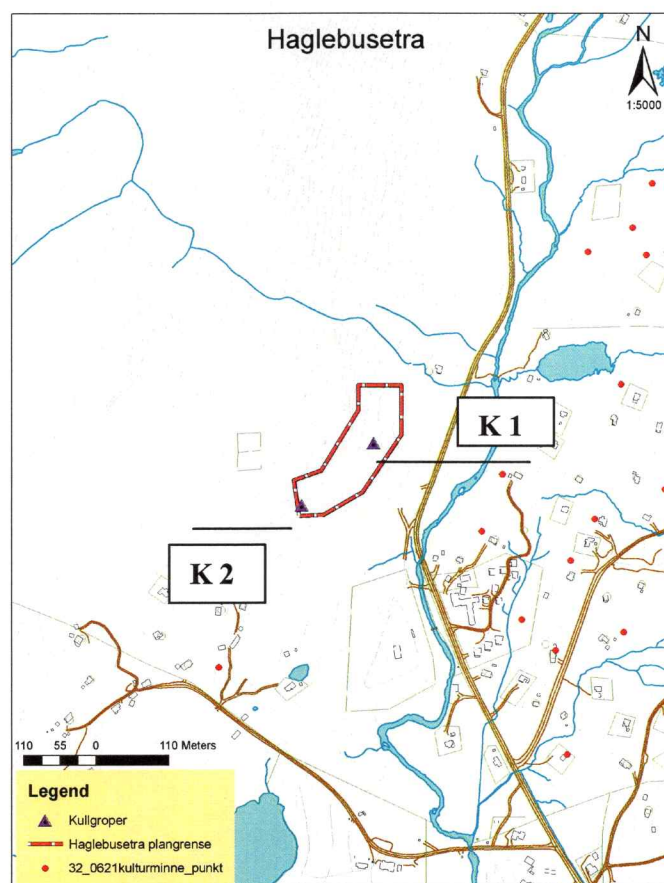 Haglebusetra
N
1:5000
K 1
K 2
110 55 0 110 Meters
Legend
Kullgroper
Haglebusetra plangrense
32_0621kulturminne_punkt